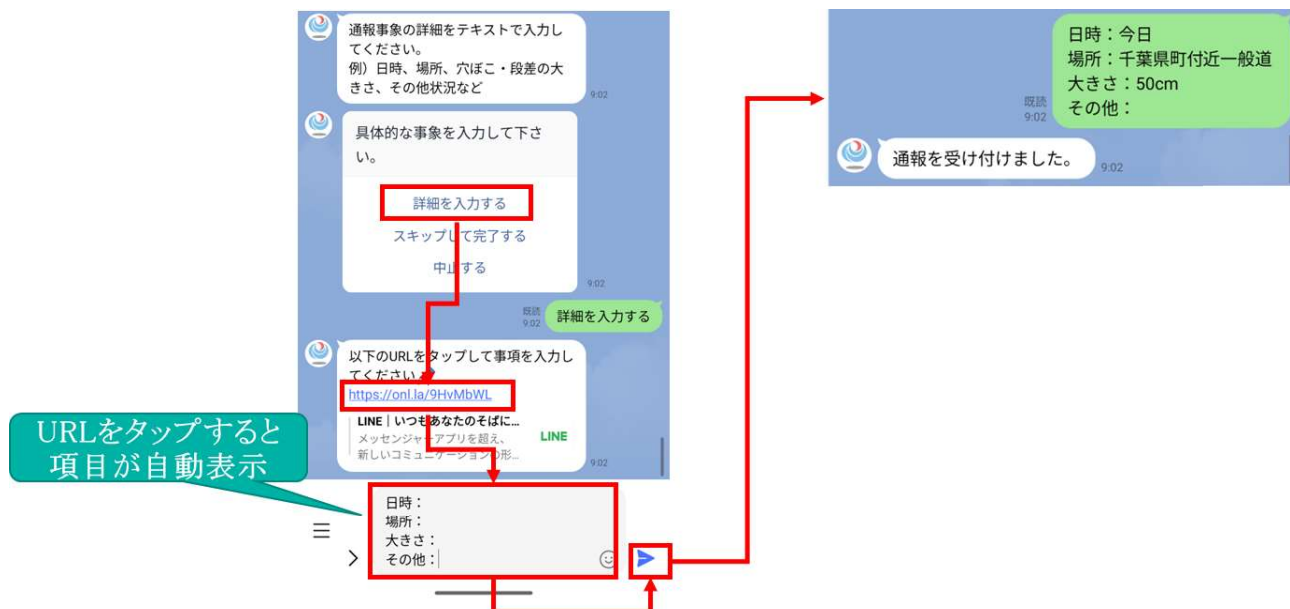 通報事象の詳細をテキストで入力し
てください。
例）日時、場所、穴ぼこ・段差の大
きさ、その他状況など
9:02
具体的な事象を入力して下さ
い。
詳細を入力する
スキップして完了する
中止する
9:02
既読
9:02
詳細を入力する
以下のURLをタップして事項を入力し
てください
https://onl.la/9HvMbWL
LINE｜いつもあなたのそばに...
メッセンジャーアプリを超え、
新しいコミュニケーションの形...
LINE
9:02
URLをタップすると
項目が自動表示
日時：
場所：
大きさ：
その他：
日時：今日
場所：千葉県町付近一般道
大きさ：50cm
その他：
既読
9:02
通報を受け付けました。
9:02